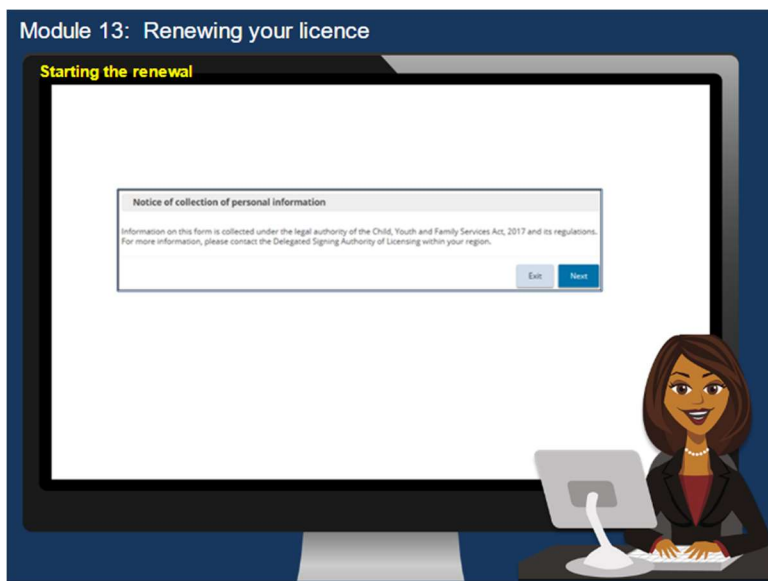 Module 13: Renewing your licence
Starting the renewal
Notice of collection of personal information
Information on this form is collected under the legal authority of the Child, Youth and Family Services Act, 2017 and its regulations.
For more information, please contact the Delegated Signing Authority of Licensing within your region.
Exit Next